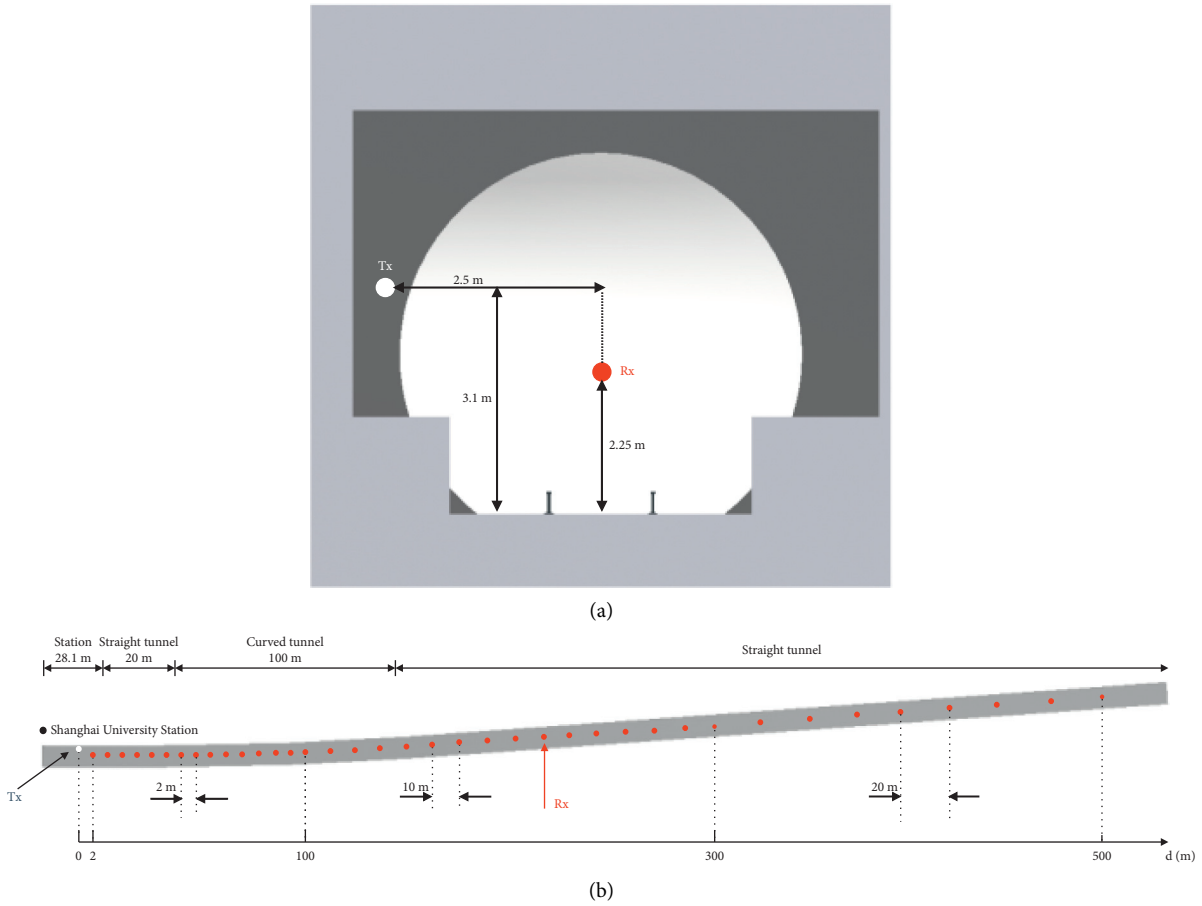 Tx
2.5 m
Rx
3.1 m
2.25 m
(a)
Station
28.1 m
Straight tunnel
20 m
Curved tunnel
100 m
Straight tunnel
Shanghai University Station
Tx
2 m
10 m
Rx
20 m
0 2 100 300 500 d (m)
(b)